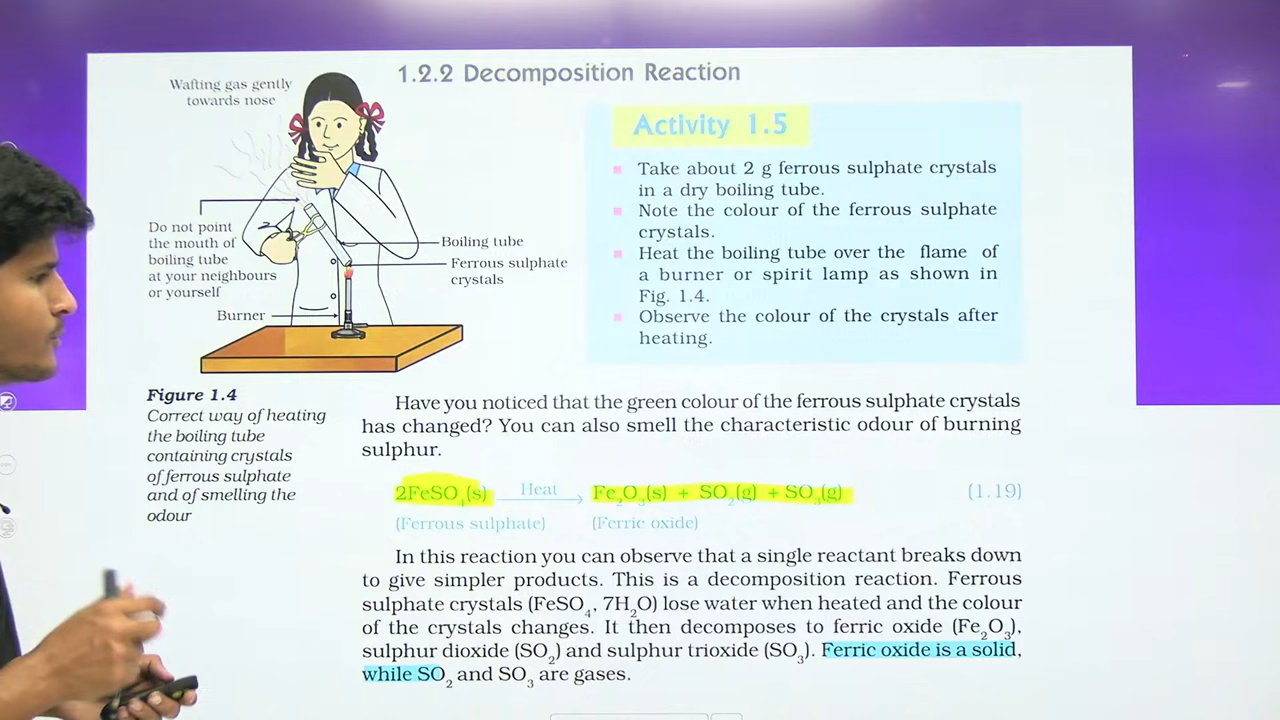 1.2.2 Decomposition Reaction
Wafting gas gently
towards nose
Do not point
the mouth of
boiling tube
at your neighbours
or yourself
Burner
Boiling tube
Ferrous sulphate
crystals
Figure 1.4
Correct way of heating
the boiling tube
containing crystals
of ferrous sulphate
and of smelling the
odour
Activity 1.5
Take about 2 g ferrous sulphate crystals
in a dry boiling tube.
Note the colour of the ferrous sulphate
crystals.
Heat the boiling tube over the flame of
a burner or spirit lamp as shown in
Fig. 1.4.
Observe the colour of the crystals after
heating.
Have you noticed that the green colour of the ferrous sulphate crystals
has changed? You can also smell the characteristic odour of burning
sulphur.
2FeSO₄(s) Heat → Fe₂O₃(s) + SO₂(g) + SO₃(g) (1.19)
(Ferrous sulphate) (Ferric oxide)
In this reaction you can observe that a single reactant breaks down
to give simpler products. This is a decomposition reaction. Ferrous
sulphate crystals (FeSO₄, 7H₂O) lose water when heated and the colour
of the crystals changes. It then decomposes to ferric oxide (Fe₂O₃),
sulphur dioxide (SO₂) and sulphur trioxide (SO₃). Ferric oxide is a solid,
while SO₂ and SO₃ are gases.